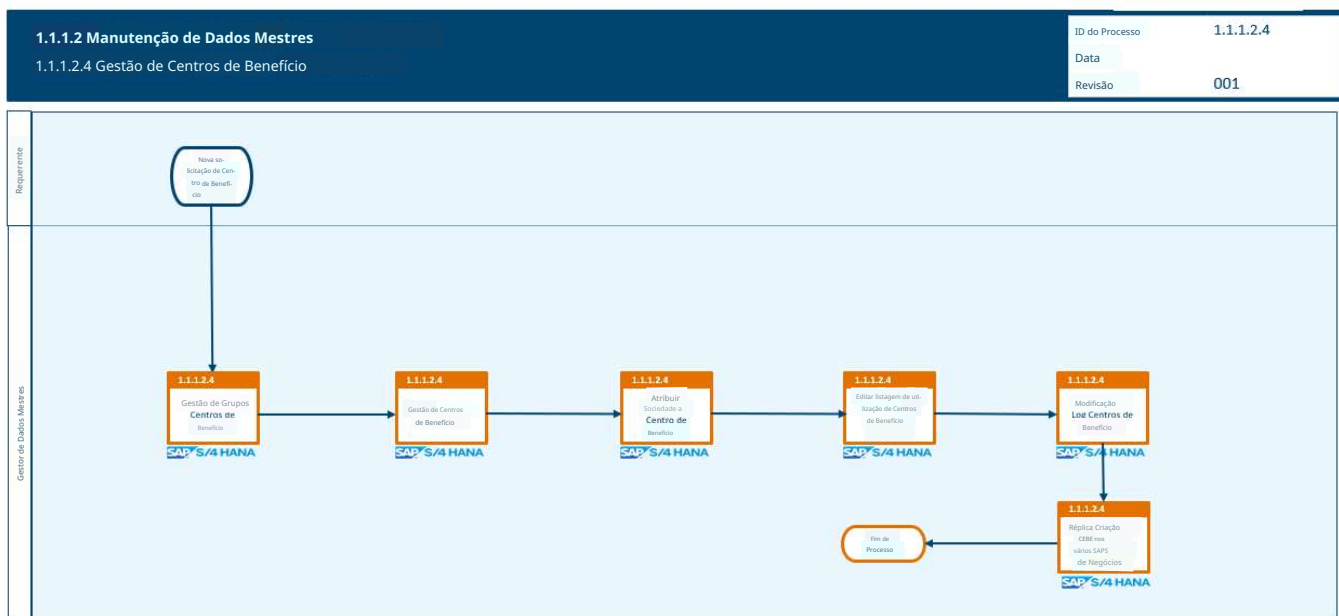 1.1.1.2 Manutenção de Dados Mestres
1.1.1.2.4 Gestão de Centros de Benefício
ID do Processo 1.1.1.2.4
Data
Revisão 001
Requerente
Nova so-
licitação de Cen-
tro de Benefí-
cio
Gestor de Dados Mestres
1.1.1.2.4
Gestão de Grupos
Centros de
Benefício
SAP S/4 HANA
1.1.1.2.4
Gestão de Centros
de Benefício
SAP S/4 HANA
1.1.1.2.4
Atribuir
Sociedade a
Centro de
Benefício
SAP S/4 HANA
1.1.1.2.4
Editar listagem de uti-
lização de Centros
de Benefício
SAP S/4 HANA
1.1.1.2.4
Modificação
Log Centros de
Benefício
SAP S/4 HANA
1.1.1.2.4
Réplica Criação
CEBE nos
vários SAPS
de Negócios
SAP S/4 HANA
Fim de
Processo